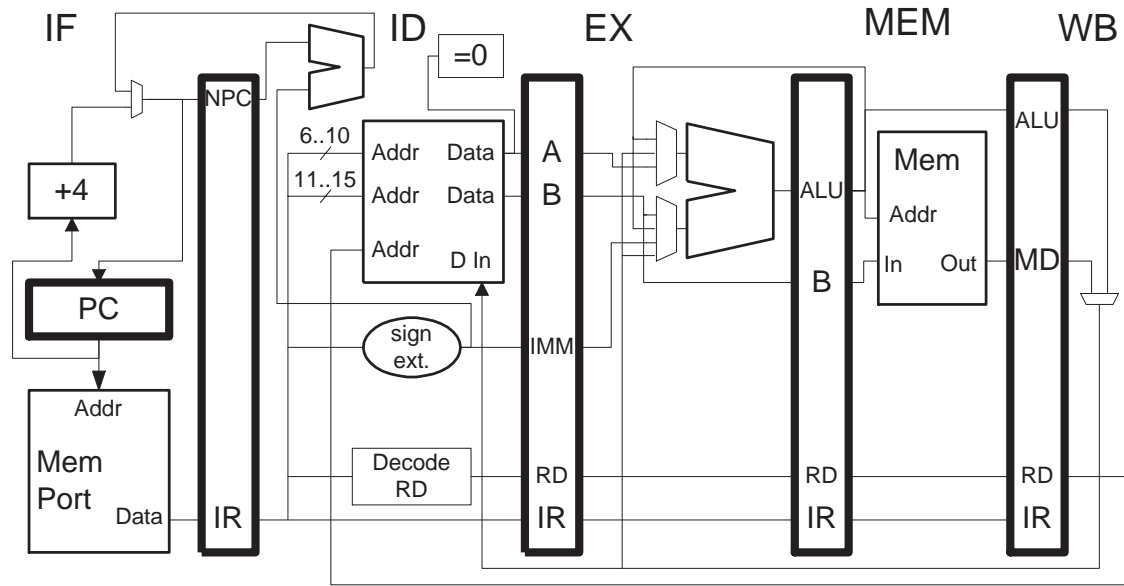 IF
ID
EX
MEM
WB
=0
NPC
+4
PC
Addr
Mem
Port
Data
IR
6..10
11..15
Addr
Data
Addr
Data
Addr
D In
sign
ext.
Decode
RD
A
B
IMM
RD
IR
ALU
B
RD
IR
Mem
Addr
In
Out
ALU
MD
RD
IR